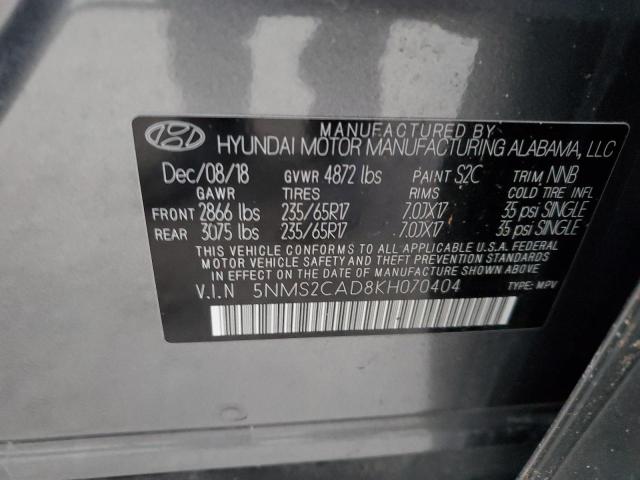 MANUFACTURED BY
HYUNDAI MOTOR MANUFACTURING ALABAMA, LLC
Dec/08/18 GVWR 4872 lbs PAINT S2C TRIM NNB
GAWR TIRES RIMS COLD TIRE INFL
FRONT 2866 lbs 235/65R17 7.0JX17 35 psi SINGLE
REAR 3075 lbs 235/65R17 7.0JX17 35 psi SINGLE
THIS VEHICLE CONFORMS TO ALL APPLICABLE U.S.A. FEDERAL
MOTOR VEHICLE SAFETY AND THEFT PREVENTION STANDARDS
IN EFFECT ON THE DATE OF MANUFACTURE SHOWN ABOVE.
V.I.N 5NMS2CAD8KH070404 TYPE: MPV